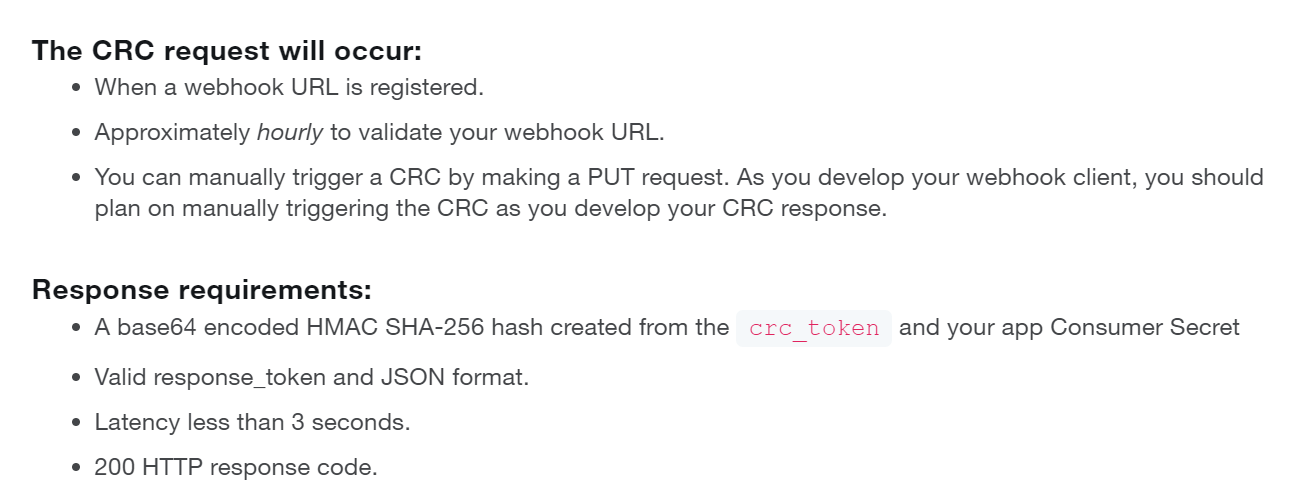 The CRC request will occur:
• When a webhook URL is registered.
• Approximately hourly to validate your webhook URL.
• You can manually trigger a CRC by making a PUT request. As you develop your webhook client, you should
plan on manually triggering the CRC as you develop your CRC response.
Response requirements:
• A base64 encoded HMAC SHA-256 hash created from the crc_token and your app Consumer Secret
• Valid response_token and JSON format.
• Latency less than 3 seconds.
• 200 HTTP response code.